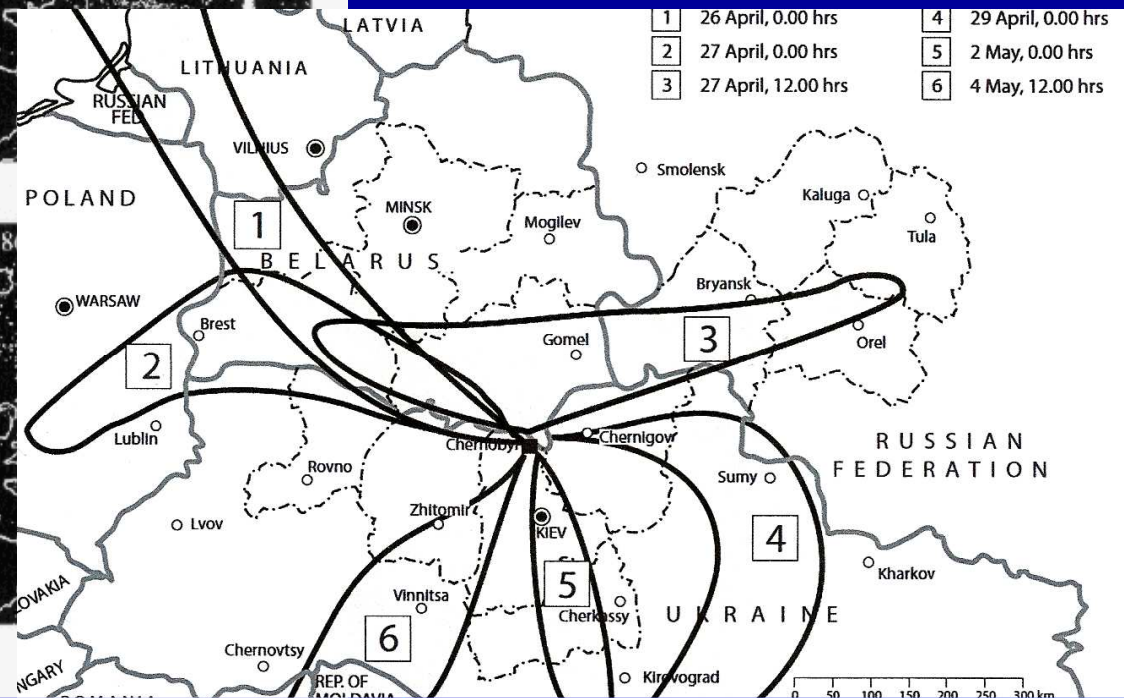 LATVIA
1 26 April, 0.00 hrs
4 29 April, 0.00 hrs
2 27 April, 0.00 hrs
5 2 May, 0.00 hrs
3 27 April, 12.00 hrs
6 4 May, 12.00 hrs
LITHUANIA
RUSSIAN
FED.
VILNIUS
Smolensk
POLAND
Kaluga
1
MINSK
Mogilev
Tula
BELARUS
Bryansk
WARSAW
Brest
Gomel
3
Orel
2
Lublin
Chernobyl
Chernigov
RUSSIAN
FEDERATION
Rovno
Sumy
Lvov
Zhitomir
KIEV
4
Kharkov
5
Vinnitsa
Cherkassy
UKRAINE
6
Chernovtsy
REP. OF
MOLDAVIA
Kirovograd
0 50 100 150 200 250 300 km